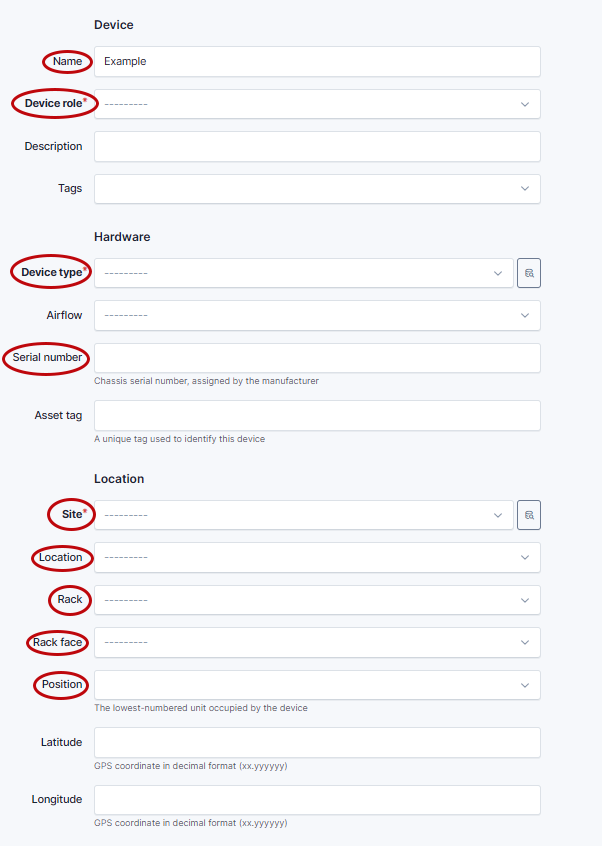 Device
Name Example
Device role* ---------
Description
Tags
Hardware
Device type* ---------
Airflow ---------
Serial number
Chassis serial number, assigned by the manufacturer
Asset tag
A unique tag used to identify this device
Location
Site* ---------
Location ---------
Rack ---------
Rack face ---------
Position
The lowest-numbered unit occupied by the device
Latitude
GPS coordinate in decimal format (xx.yyyyyy)
Longitude
GPS coordinate in decimal format (xx.yyyyyy)